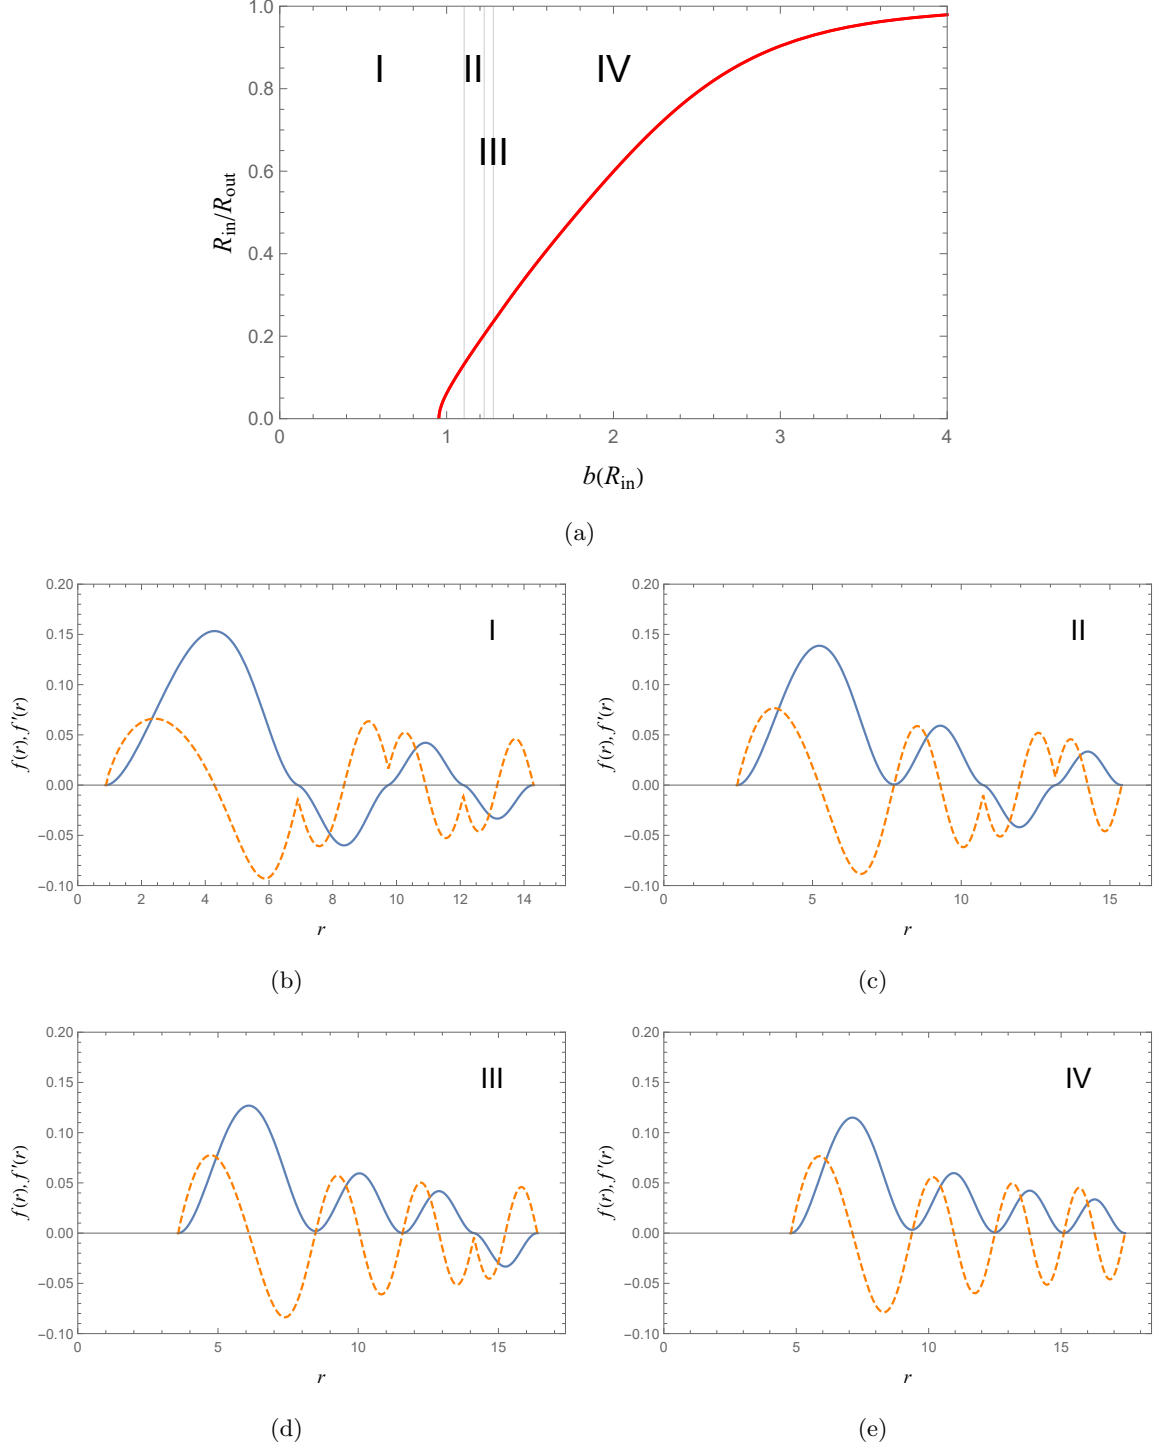 1.0
0.8
0.6
0.4
0.2
0.0
R_in/R_out
I
II
III
IV
0 1 2 3 4
b(R_in)
(a)
0.20
0.15
0.10
0.05
0.00
−0.05
−0.10
f(r), f′(r)
I
0 2 4 6 8 10 12 14
r
(b)
0.20
0.15
0.10
0.05
0.00
−0.05
−0.10
f(r), f′(r)
II
0 5 10 15
r
(c)
0.20
0.15
0.10
0.05
0.00
−0.05
−0.10
f(r), f′(r)
III
0 5 10 15
r
(d)
0.20
0.15
0.10
0.05
0.00
−0.05
−0.10
f(r), f′(r)
IV
0 5 10 15
r
(e)